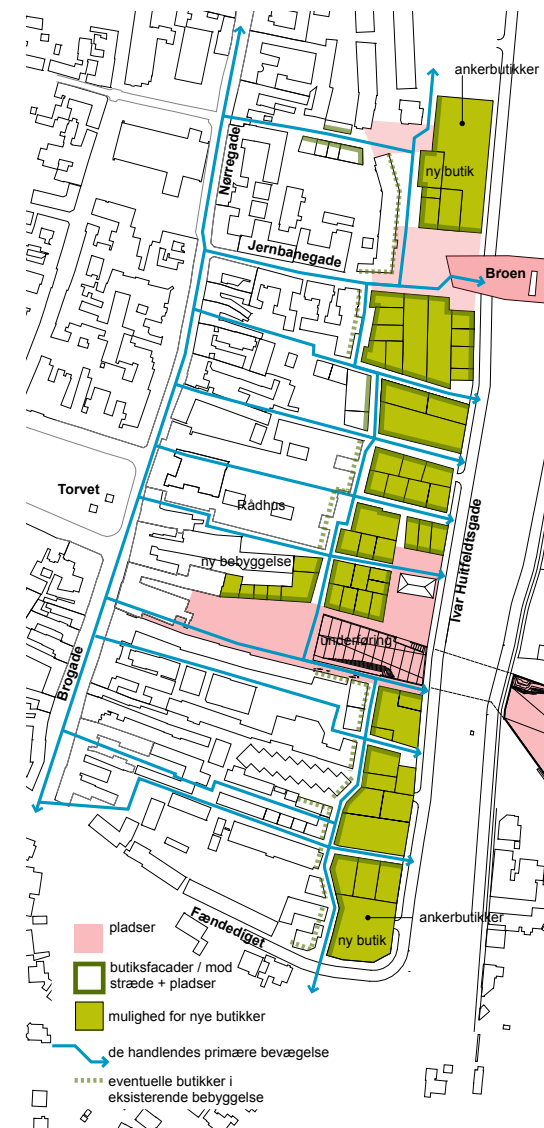 ankerbutikker
ny butik
Nørregade
Jernbanegade
Broen
Torvet
Rådhus
ny bebyggelse
Ivar Huitfeldtsgade
underføring
Brogade
ankerbutikker
ny butik
Fændediget
pladser
butiksfacader / mod
stræde + pladser
mulighed for nye butikker
de handlendes primære bevægelse
eventuelle butikker i
eksisterende bebyggelse